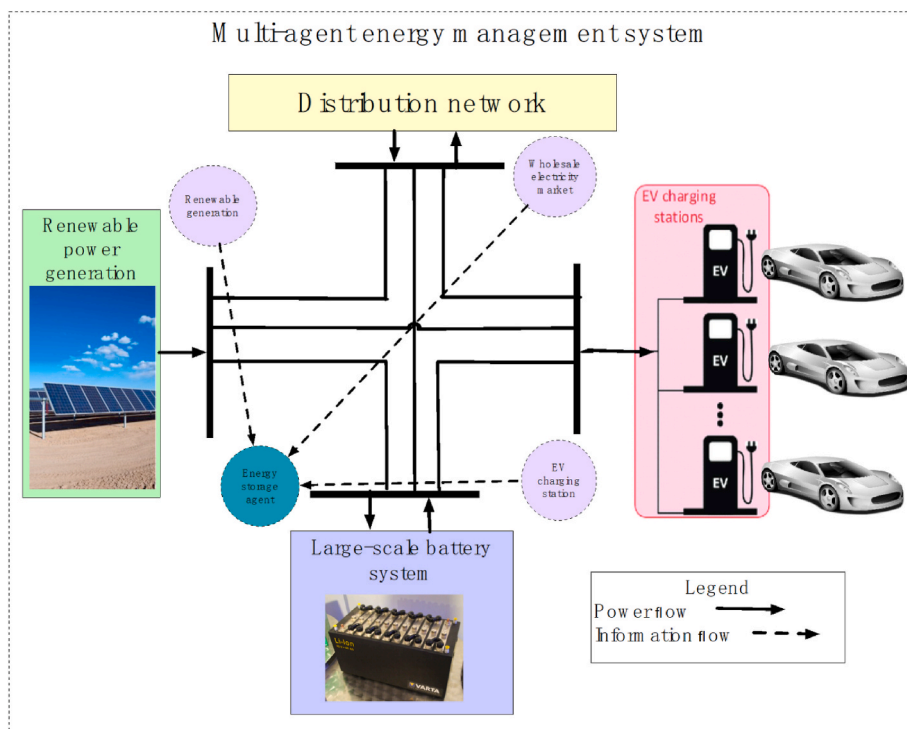 Multi-agent energy management system
Distribution network
Wholesale
electricity
market
Renewable
generation
Renewable
power
generation
EV charging
stations
EV
EV
EV
Energy
storage
agent
EV
charging
station
Large-scale battery
system
Li-Ion
VARTA
Legend
Power flow
Information flow